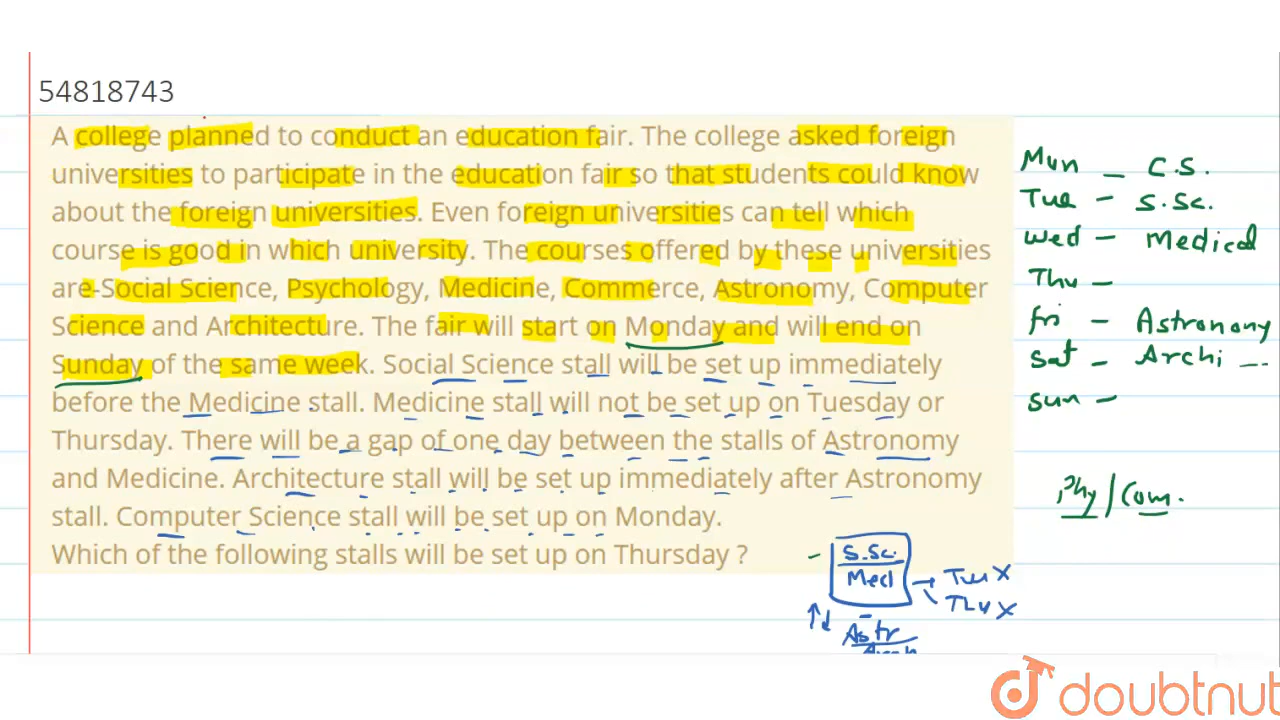 54818743
A college planned to conduct an education fair. The college asked foreign
universities to participate in the education fair so that students could know
about the foreign universities. Even foreign universities can tell which
course is good in which university. The courses offered by these universities
are-Social Science, Psychology, Medicine, Commerce, Astronomy, Computer
Science and Architecture. The fair will start on Monday and will end on
Sunday of the same week. Social Science stall will be set up immediately
before the Medicine stall. Medicine stall will not be set up on Tuesday or
Thursday. There will be a gap of one day between the stalls of Astronomy
and Medicine. Architecture stall will be set up immediately after Astronomy
stall. Computer Science stall will be set up on Monday.
Which of the following stalls will be set up on Thursday ?
Mun - C.S.
Tue - S.Sc.
Wed - Medical
Thu -
fri - Astronomy
Sat - Archi ...
Sun -
Phy/Com.
S.Sc.
Med Tue X
Thu X
Astr
doubtnut